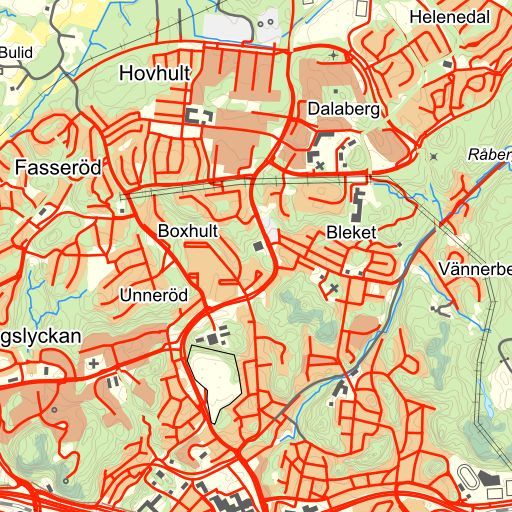 Helenedal
Bulid
Hovhult
Dalaberg
Råber
Fasseröd
Boxhult
Bleket
Vännerbe
Unneröd
gslyckan